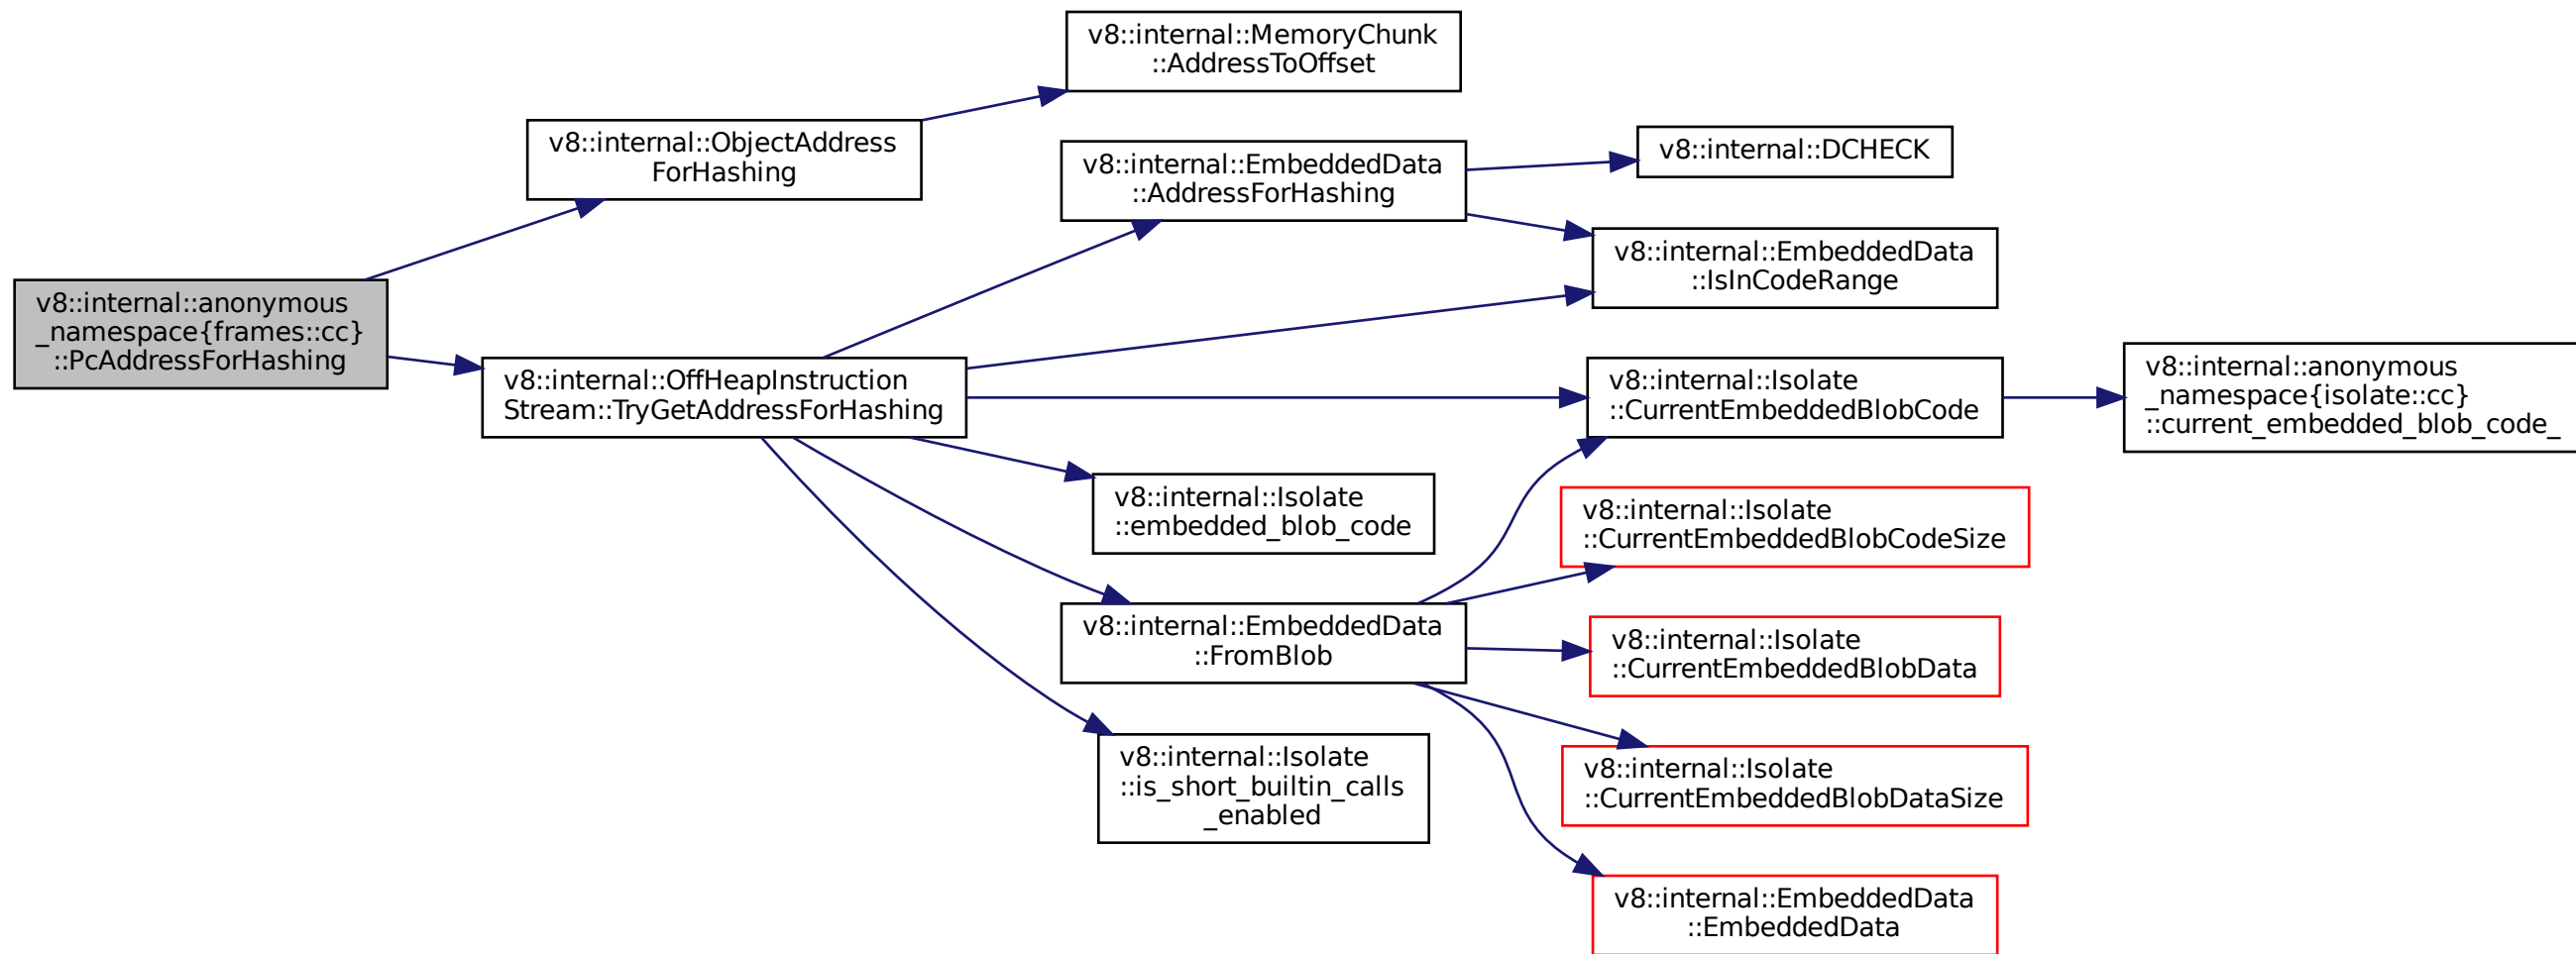 v8::internal::MemoryChunk
::AddressToOffset
v8::internal::ObjectAddress
ForHashing
v8::internal::DCHECK
v8::internal::EmbeddedData
::AddressForHashing
v8::internal::EmbeddedData
::IsInCodeRange
v8::internal::anonymous
_namespace{frames::cc}
::PcAddressForHashing
v8::internal::OffHeapInstruction
Stream::TryGetAddressForHashing
v8::internal::Isolate
::CurrentEmbeddedBlobCode
v8::internal::anonymous
_namespace{isolate::cc}
::current_embedded_blob_code_
v8::internal::Isolate
::embedded_blob_code
v8::internal::Isolate
::CurrentEmbeddedBlobCodeSize
v8::internal::EmbeddedData
::FromBlob
v8::internal::Isolate
::CurrentEmbeddedBlobData
v8::internal::Isolate
::is_short_builtin_calls
_enabled
v8::internal::Isolate
::CurrentEmbeddedBlobDataSize
v8::internal::EmbeddedData
::EmbeddedData